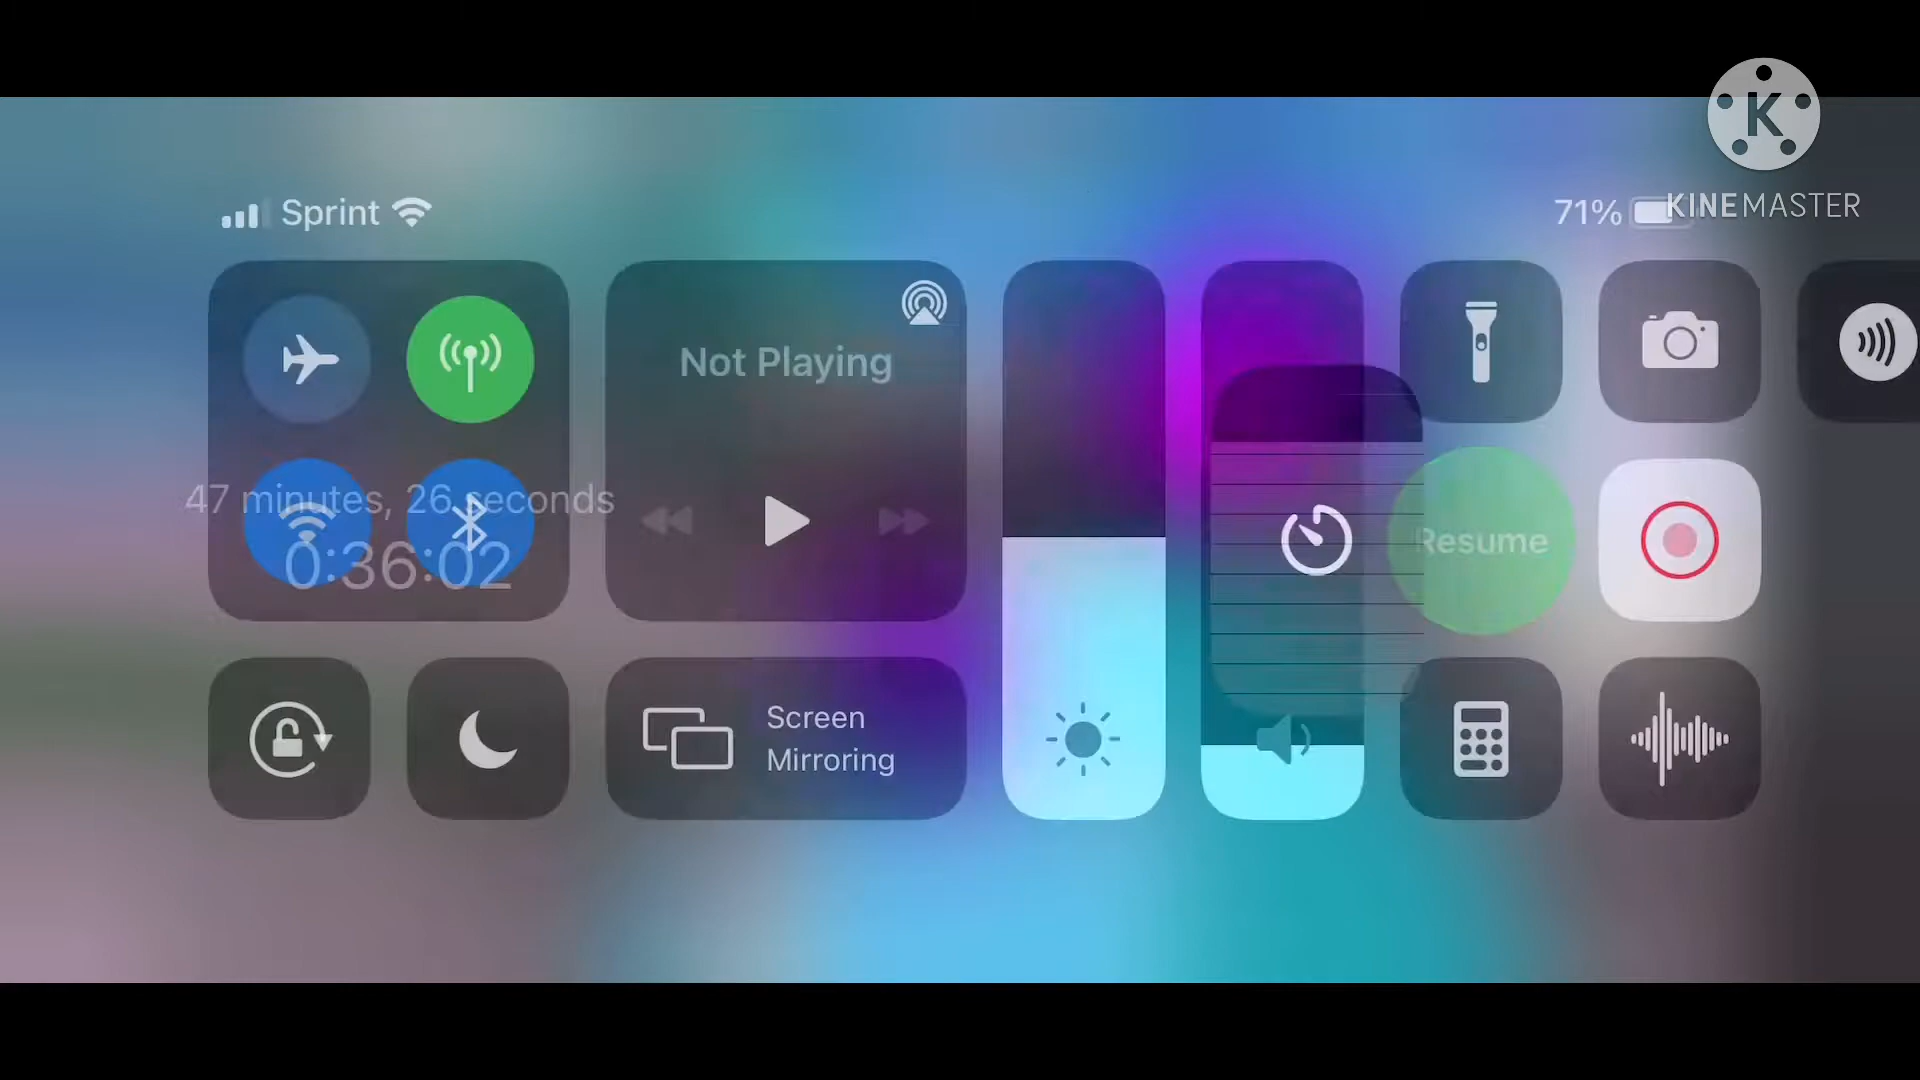 Sprint
71%
K
KINEMASTER
Not Playing
47 minutes, 26 seconds
0:36:02
Resume
Screen
Mirroring